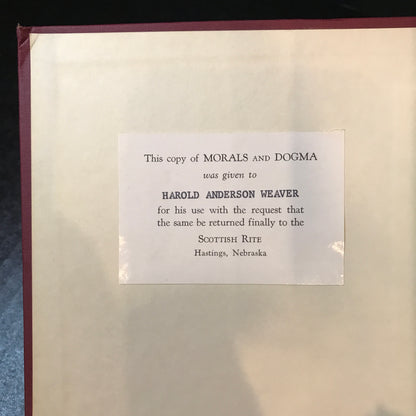 This copy of MORALS AND DOGMA
was given to
HAROLD ANDERSON WEAVER
for his use with the request that
the same be returned finally to the
SCOTTISH RITE
Hastings, Nebraska